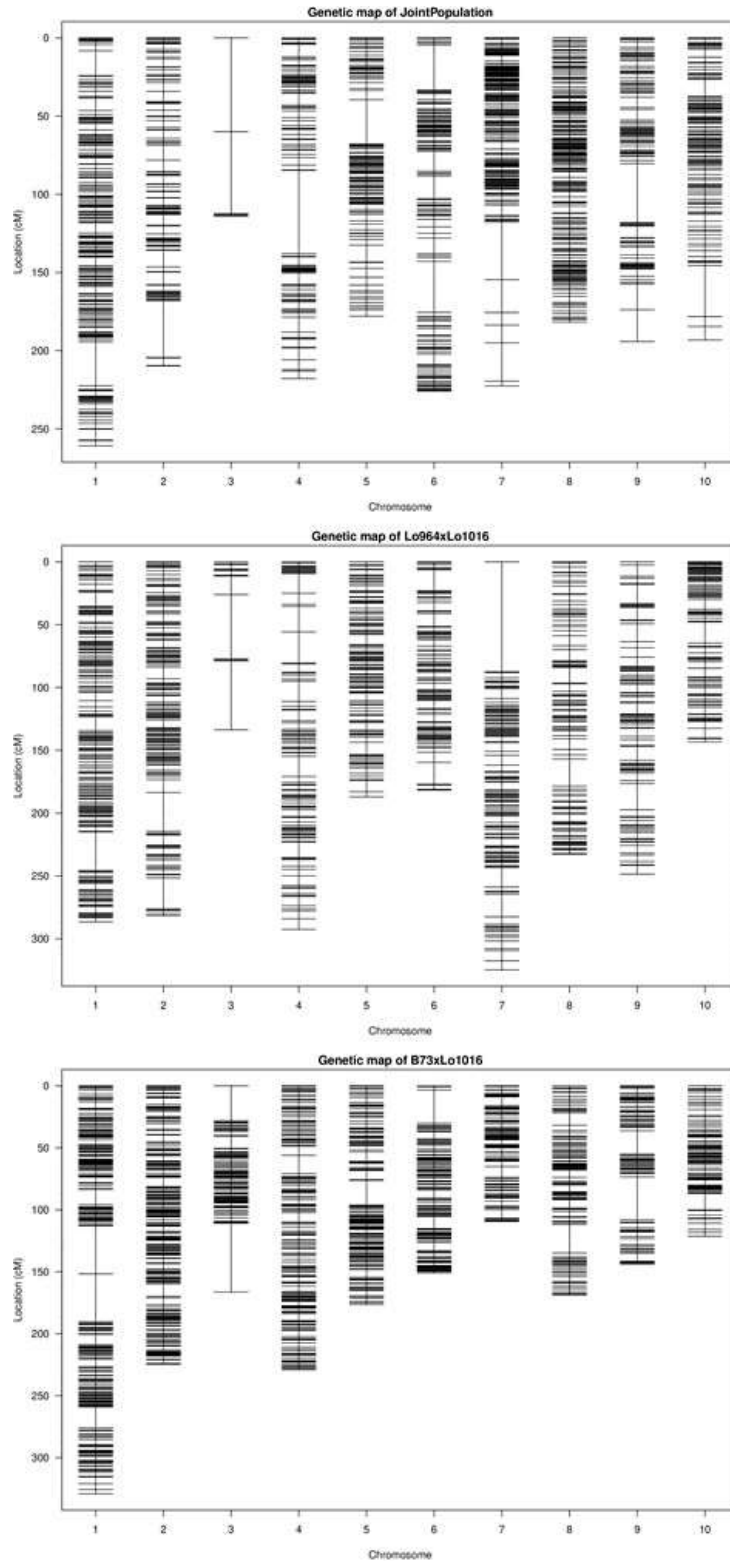 Genetic map of JointPopulation
0
50
100
150
200
250
Location (cM)
1 2 3 4 5 6 7 8 9 10
Chromosome
Genetic map of Lo964xLo1016
0
50
100
150
200
250
300
Location (cM)
1 2 3 4 5 6 7 8 9 10
Chromosome
Genetic map of B73xLo1016
0
50
100
150
200
250
300
Location (cM)
1 2 3 4 5 6 7 8 9 10
Chromosome